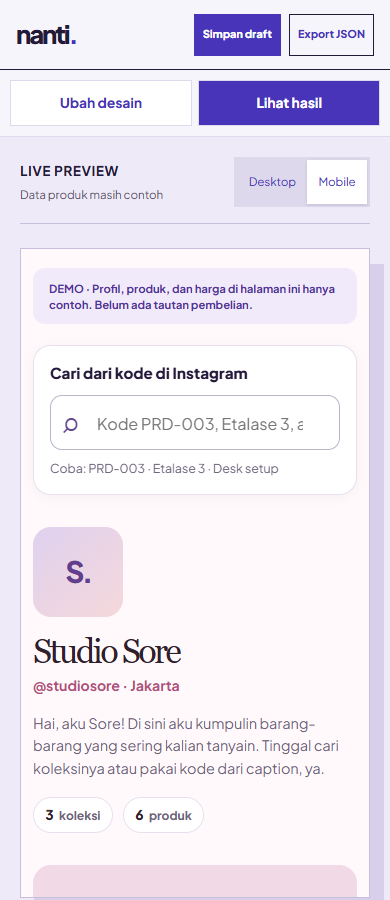 nanti.
Simpan draft
Export JSON
Ubah desain
Lihat hasil
LIVE PREVIEW
Data produk masih contoh
Desktop
Mobile
DEMO · Profil, produk, dan harga di halaman ini hanya
contoh. Belum ada tautan pembelian.
Cari dari kode di Instagram
Kode PRD-003, Etalase 3, a
Coba: PRD-003 · Etalase 3 · Desk setup
S.
Studio Sore
@studiosore · Jakarta
Hai, aku Sore! Di sini aku kumpulin barang-
barang yang sering kalian tanyain. Tinggal cari
koleksinya atau pakai kode dari caption, ya.
3 koleksi
6 produk